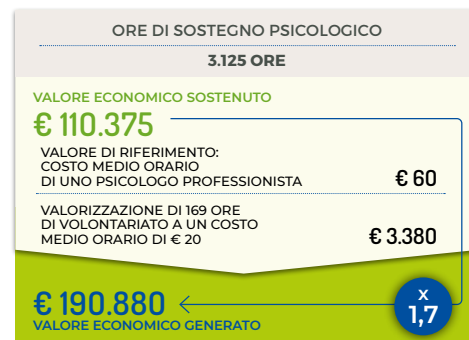 ORE DI SOSTEGNO PSICOLOGICO
3.125 ORE
VALORE ECONOMICO SOSTENUTO
€ 110.375
VALORE DI RIFERIMENTO:
COSTO MEDIO ORARIO
DI UNO PSICOLOGO PROFESSIONISTA
€ 60
VALORIZZAZIONE DI 169 ORE
DI VOLONTARIATO A UN COSTO
MEDIO ORARIO DI € 20
€ 3.380
€ 190.880
VALORE ECONOMICO GENERATO
X
1,7